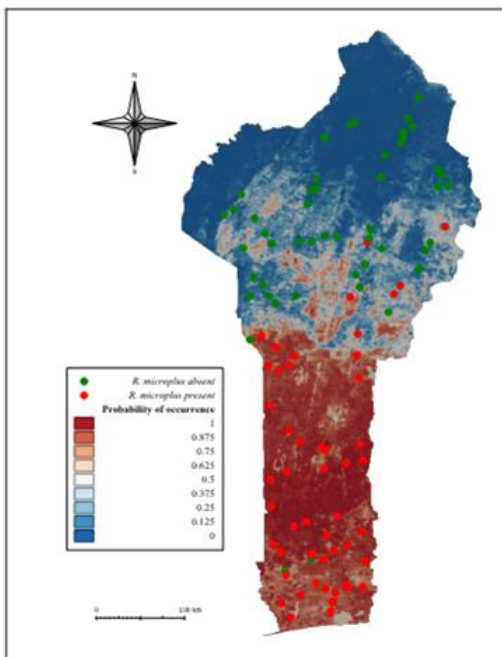 N
S
R. microplus absent
R. microplus present
Probability of occurrence
1
0.875
0.75
0.625
0.5
0.375
0.25
0.125
0
0
100 km